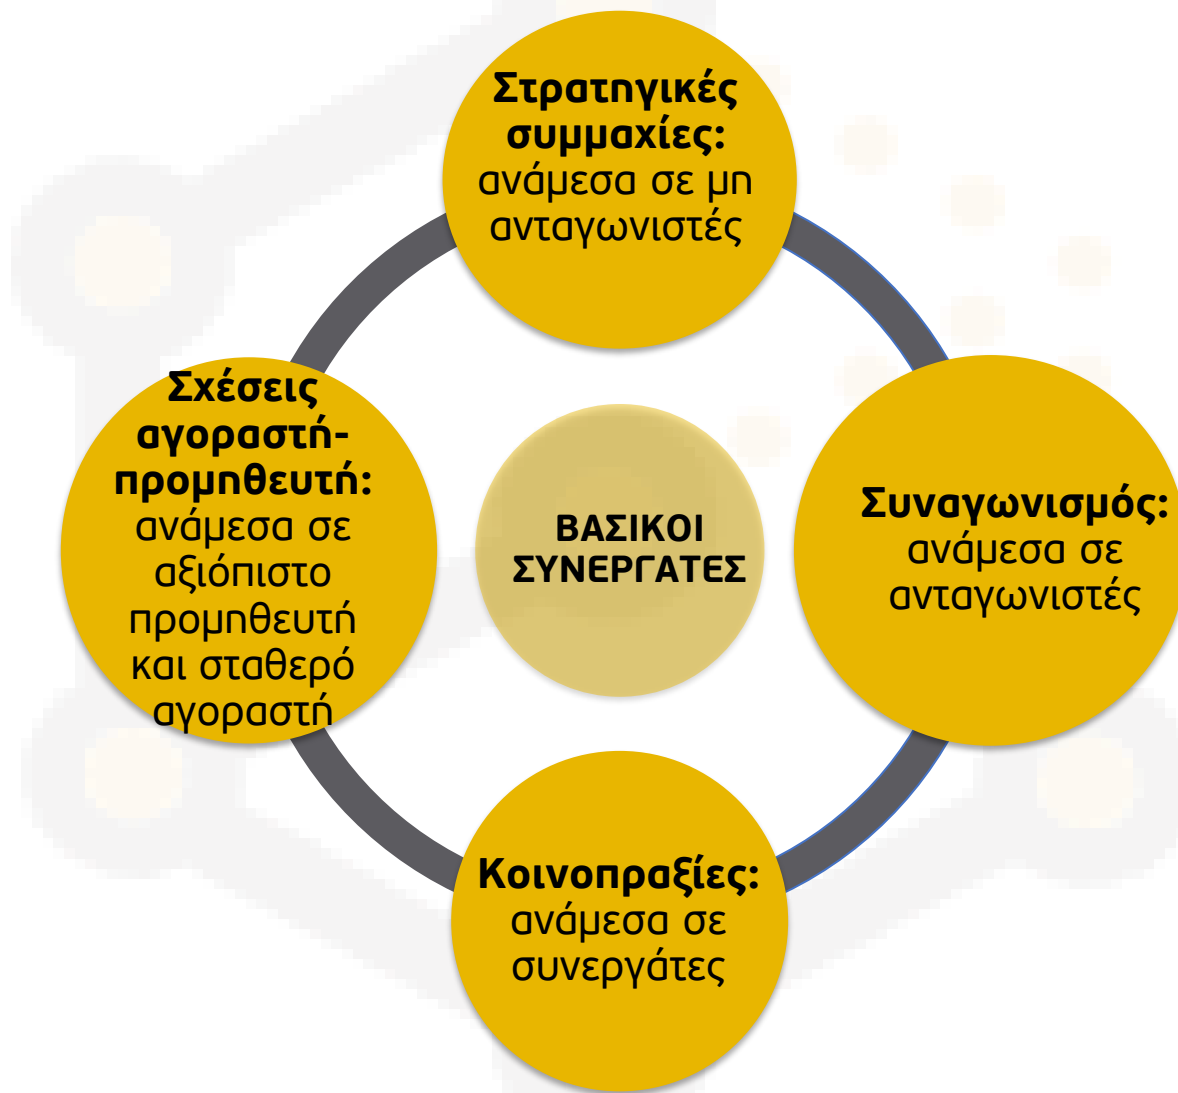 Στρατηγικές
συμμαχίες:
ανάμεσα σε μη
ανταγωνιστές
Σχέσεις
αγοραστή-
προμηθευτή:
ανάμεσα σε
αξιόπιστο
προμηθευτή
και σταθερό
αγοραστή
ΒΑΣΙΚΟΙ
ΣΥΝΕΡΓΑΤΕΣ
Συναγωνισμός:
ανάμεσα σε
ανταγωνιστές
Κοινοπραξίες:
ανάμεσα σε
συνεργάτες